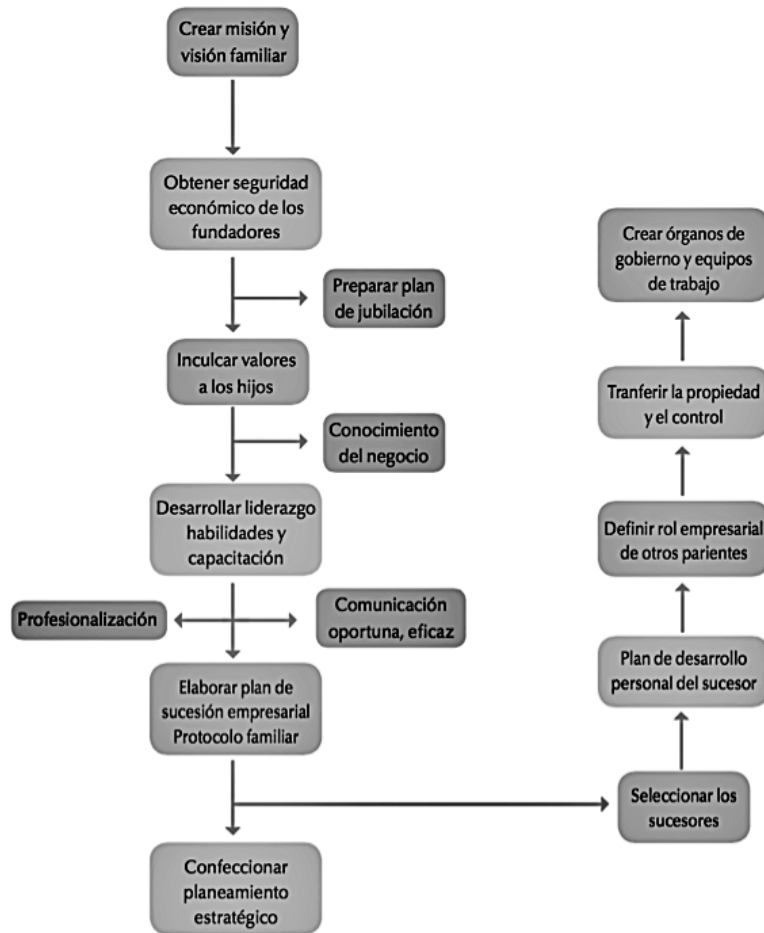 Crear misión y
visión familiar
Obtener seguridad
económico de los
fundadores
Preparar plan
de jubilación
Inculcar valores
a los hijos
Conocimiento
del negocio
Desarrollar liderazgo
habilidades y
capacitación
Profesionalización
Comunicación
oportuna, eficaz
Elaborar plan de
sucesión empresarial
Protocolo familiar
Confeccionar
planeamiento
estratégico
Seleccionar los
sucesores
Plan de desarrollo
personal del sucesor
Definir rol empresarial
de otros parientes
Tranferir la propiedad
y el control
Crear órganos de
gobierno y equipos
de trabajo